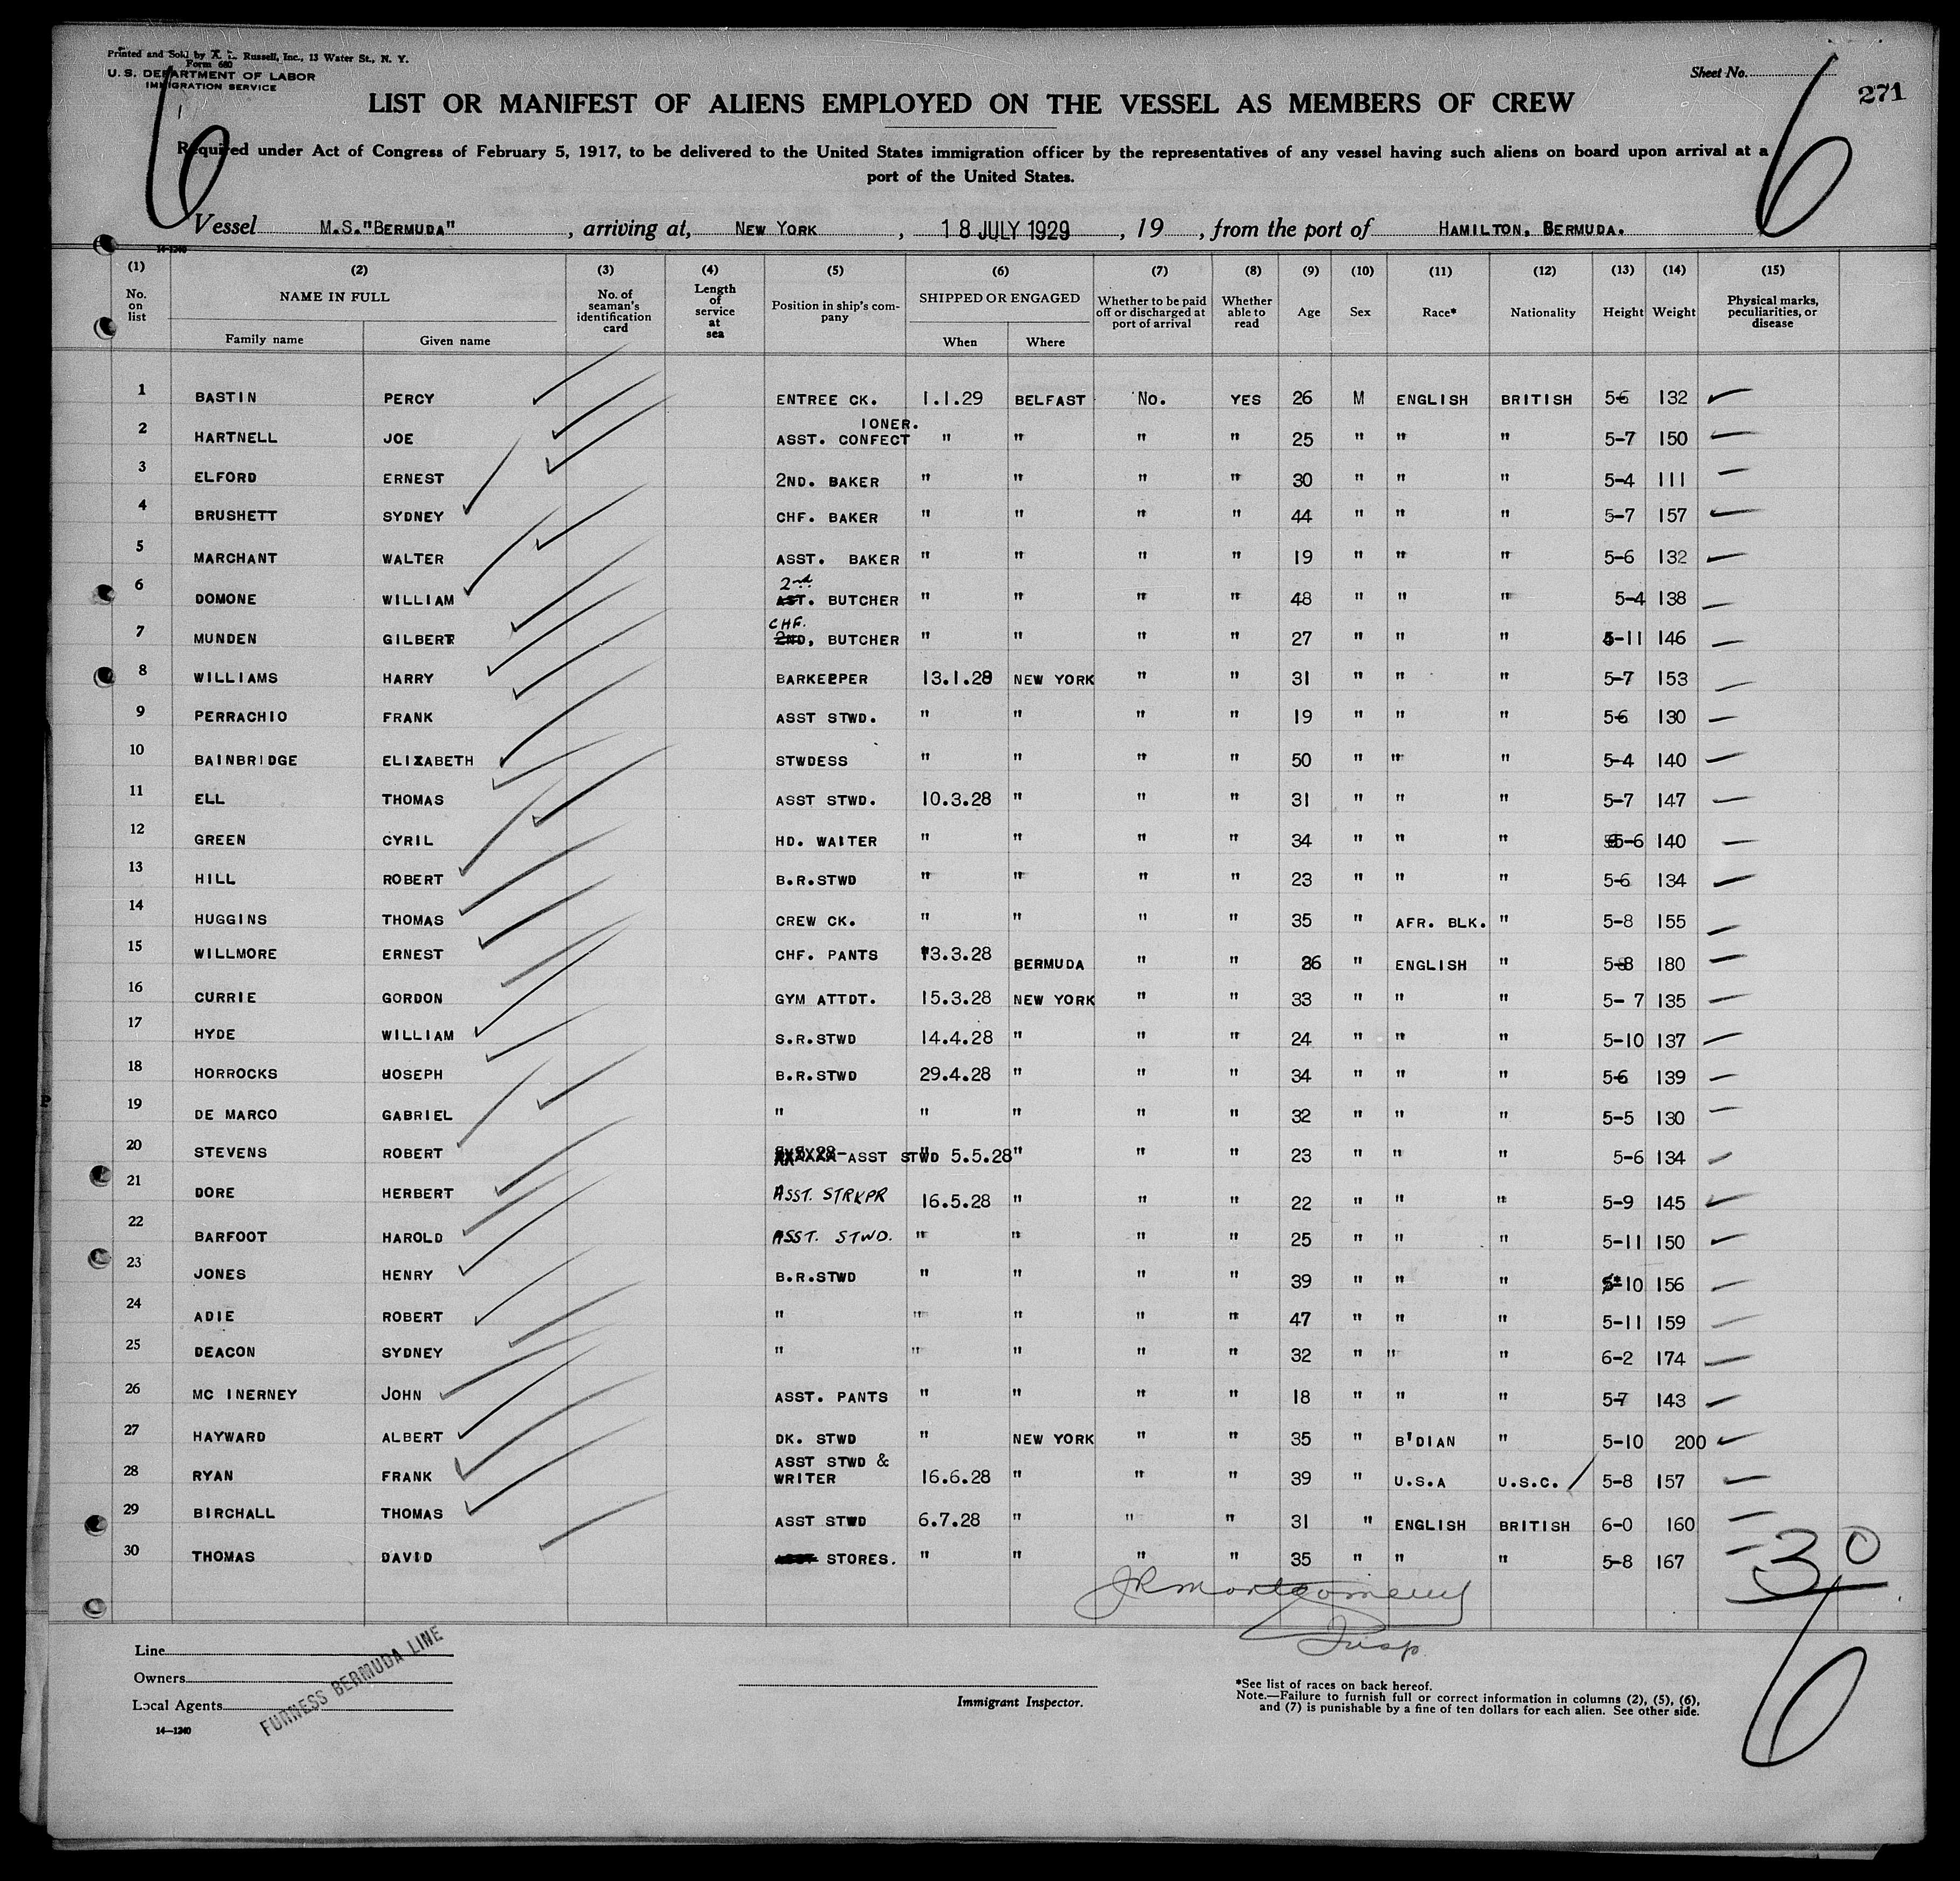 Printed and Sold by A. L. Russell, Inc., 13 Water St., N. Y.
Form 680
U. S. DEPARTMENT OF LABOR
IMMIGRATION SERVICE
Sheet No.
271
6 6
LIST OR MANIFEST OF ALIENS EMPLOYED ON THE VESSEL AS MEMBERS OF CREW
Required under Act of Congress of February 5, 1917, to be delivered to the United States immigration officer by the representatives of any vessel having such aliens on board upon arrival at a
port of the United States.
Vessel M.S."BERMUDA", arriving at, NEW YORK, 18 JULY 1929, 19 , from the port of HAMILTON, BERMUDA.
14-1240
(1) (2) (3) (4) (5) (6) (7) (8) (9) (10) (11) (12) (13) (14) (15)
No. on list NAME IN FULL Family name Given name No. of seaman's identification card Length of service at sea Position in ship's company SHIPPED OR ENGAGED When Where Whether to be paid off or discharged at port of arrival Whether able to read Age Sex Race* Nationality Height Weight Physical marks, peculiarities, or disease
1 BASTIN PERCY ENTREE CK. 1.1.29 BELFAST No. YES 26 M ENGLISH BRITISH 5-6 132
2 HARTNELL JOE ASST. CONFECTIONER. " " " " 25 " " " 5-7 150
3 ELFORD ERNEST 2ND. BAKER " " " " 30 " " " 5-4 111
4 BRUSHETT SYDNEY CHF. BAKER " " " " 44 " " " 5-7 157
5 MARCHANT WALTER ASST. BAKER " " " " 19 " " " 5-6 132
6 DOMONE WILLIAM 2nd AST. BUTCHER " " " " 48 " " " 5-4 138
7 MUNDEN GILBERT CHF. 2ND, BUTCHER " " " " 27 " " " 5-11 146
8 WILLIAMS HARRY BARKEEPER 13.1.28 NEW YORK " " 31 " " " 5-7 153
9 PERRACHIO FRANK ASST STWD. " " " " 19 " " " 5-6 130
10 BAINBRIDGE ELIZABETH STWDESS " " " " 50 " " " 5-4 140
11 ELL THOMAS ASST STWD. 10.3.28 " " " 31 " " " 5-7 147
12 GREEN CYRIL HD. WAITER " " " " 34 " " " 5-6 140
13 HILL ROBERT B.R.STWD " " " " 23 " " " 5-6 134
14 HUGGINS THOMAS CREW CK. " " " " 35 " AFR. BLK. " 5-8 155
15 WILLMORE ERNEST CHF. PANTS 13.3.28 BERMUDA " " 36 " ENGLISH " 5-8 180
16 CURRIE GORDON GYM ATTDT. 15.3.28 NEW YORK " " 33 " " " 5- 7 135
17 HYDE WILLIAM S.R.STWD 14.4.28 " " " 24 " " " 5-10 137
18 HORROCKS JOSEPH B.R.STWD 29.4.28 " " " 34 " " " 5-6 139
19 DE MARCO GABRIEL " " " " " 32 " " " 5-5 130
20 STEVENS ROBERT ASST STWD 5.5.28 " " " 23 " " " 5-6 134
21 DORE HERBERT ASST. STRKPR 16.5.28 " " " 22 " " " 5-9 145
22 BARFOOT HAROLD ASST. STWD. " " " " 25 " " " 5-11 150
23 JONES HENRY B.R.STWD " " " " 39 " " " 5-10 156
24 ADIE ROBERT " " " " " 47 " " " 5-11 159
25 DEACON SYDNEY " " " " " 32 " " " 6-2 174
26 MC INERNEY JOHN ASST. PANTS " " " " 18 " " " 5-7 143
27 HAYWARD ALBERT DK. STWD " NEW YORK " " 35 " B'DIAN " 5-10 200
28 RYAN FRANK ASST STWD & WRITER 16.6.28 " " " 39 " U.S.A U.S.C. 5-8 157
29 BIRCHALL THOMAS ASST STWD 6.7.28 " " " 31 " ENGLISH BRITISH 6-0 160
30 THOMAS DAVID STORES. " " " " 35 " " " 5-8 167
30
6
JRMontgomery
Insp.
Line
Owners
Local Agents
FURNESS BERMUDA LINE
14—1240
Immigrant Inspector.
*See list of races on back hereof.
Note.—Failure to furnish full or correct information in columns (2), (5), (6),
and (7) is punishable by a fine of ten dollars for each alien. See other side.